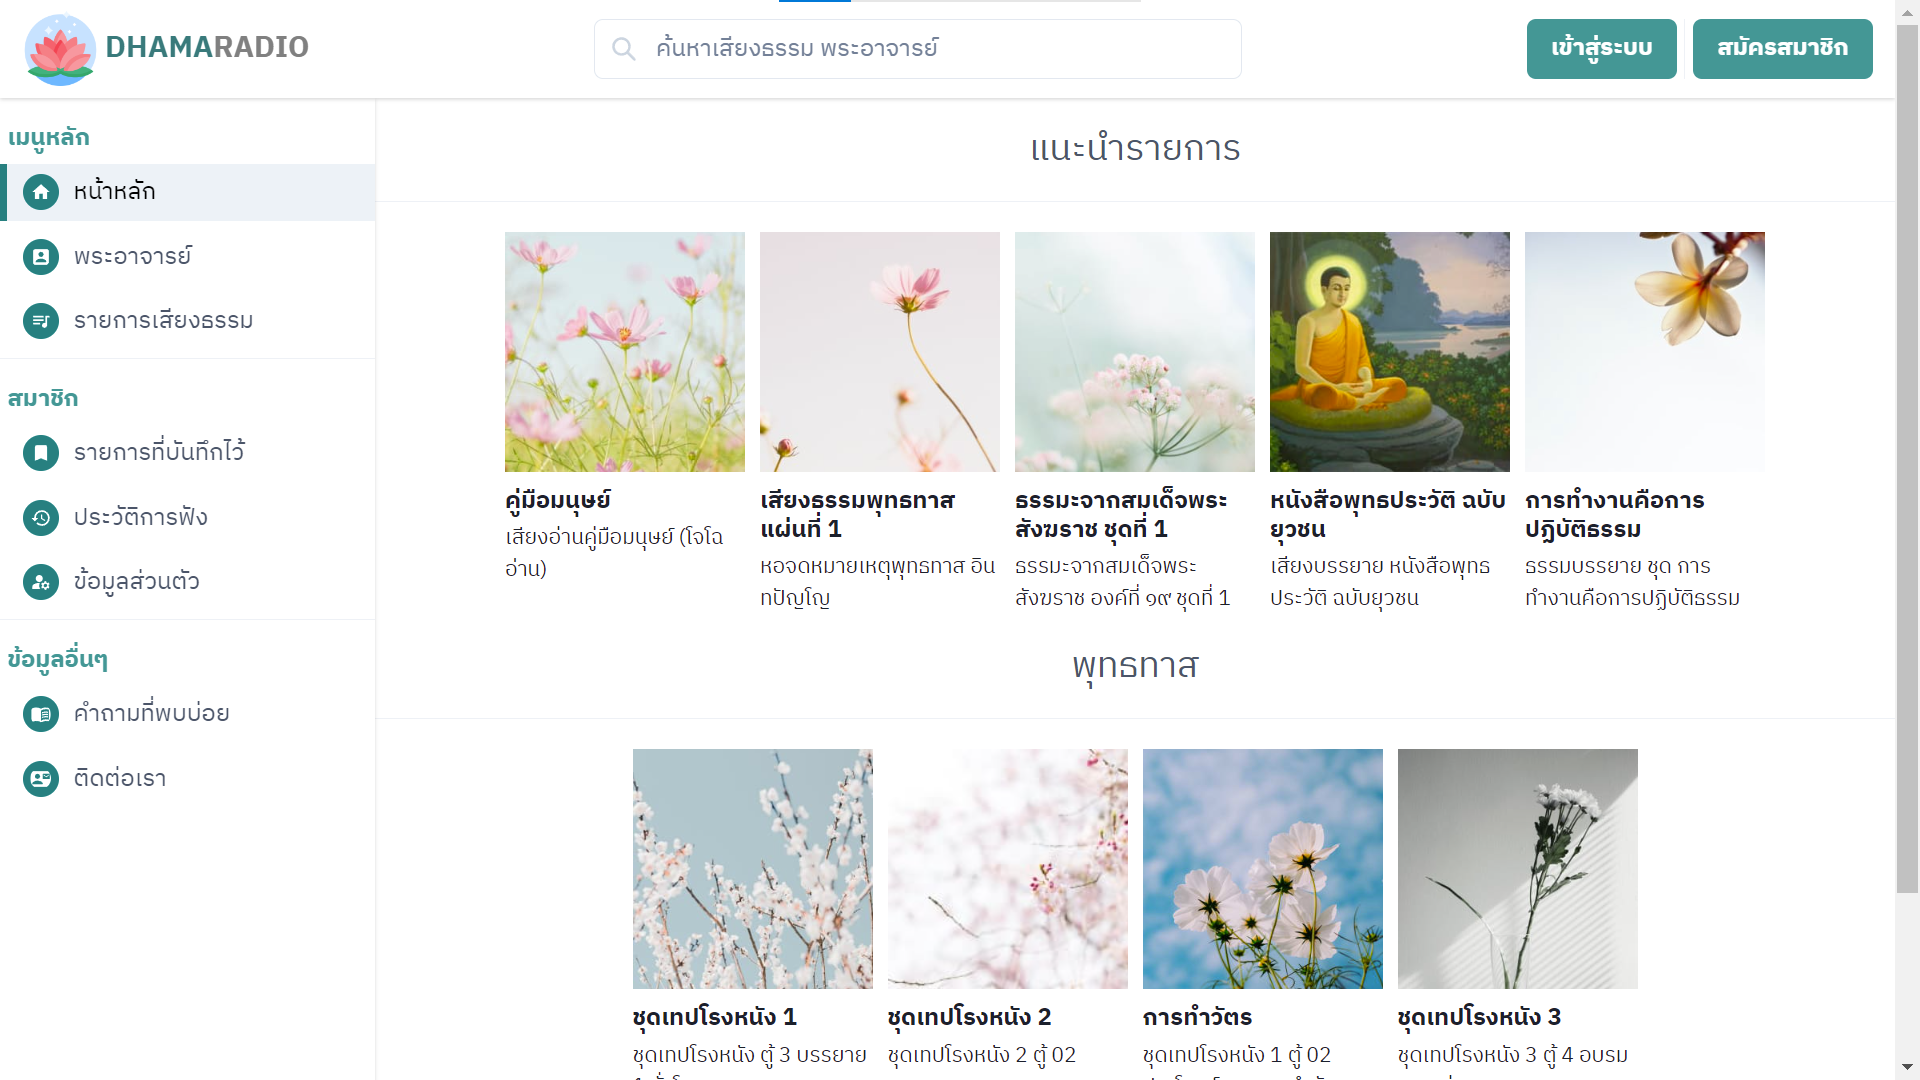 DHAMARADIO
ค้นหาเสียงธรรม พระอาจารย์
เข้าสู่ระบบ
สมัครสมาชิก
เมนูหลัก
หน้าหลัก
พระอาจารย์
รายการเสียงธรรม
สมาชิก
รายการที่บันทึกไว้
ประวัติการฟัง
ข้อมูลส่วนตัว
ข้อมูลอื่นๆ
คำถามที่พบบ่อย
ติดต่อเรา
แนะนำรายการ
คู่มือมนุษย์
เสียงอ่านคู่มือมนุษย์ (โจโฉ
อ่าน)
เสียงธรรมพุทธทาส
แผ่นที่ 1
หอจดหมายเหตุพุทธทาส อิน
ทปัญโญ
ธรรมะจากสมเด็จพระ
สังฆราช ชุดที่ 1
ธรรมะจากสมเด็จพระ
สังฆราช องค์ที่ ๑๙ ชุดที่ 1
หนังสือพุทธประวัติ ฉบับ
ยุวชน
เสียงบรรยาย หนังสือพุทธ
ประวัติ ฉบับยุวชน
การทำงานคือการ
ปฏิบัติธรรม
ธรรมบรรยาย ชุด การ
ทำงานคือการปฏิบัติธรรม
พุทธทาส
ชุดเทปโรงหนัง 1
ชุดเทปโรงหนัง ตู้ 3 บรรยาย
ชุดเทปโรงหนัง 2
ชุดเทปโรงหนัง 2 ตู้ 02
การทำวัตร
ชุดเทปโรงหนัง 1 ตู้ 02
ชุดเทปโรงหนัง 3
ชุดเทปโรงหนัง 3 ตู้ 4 อบรม